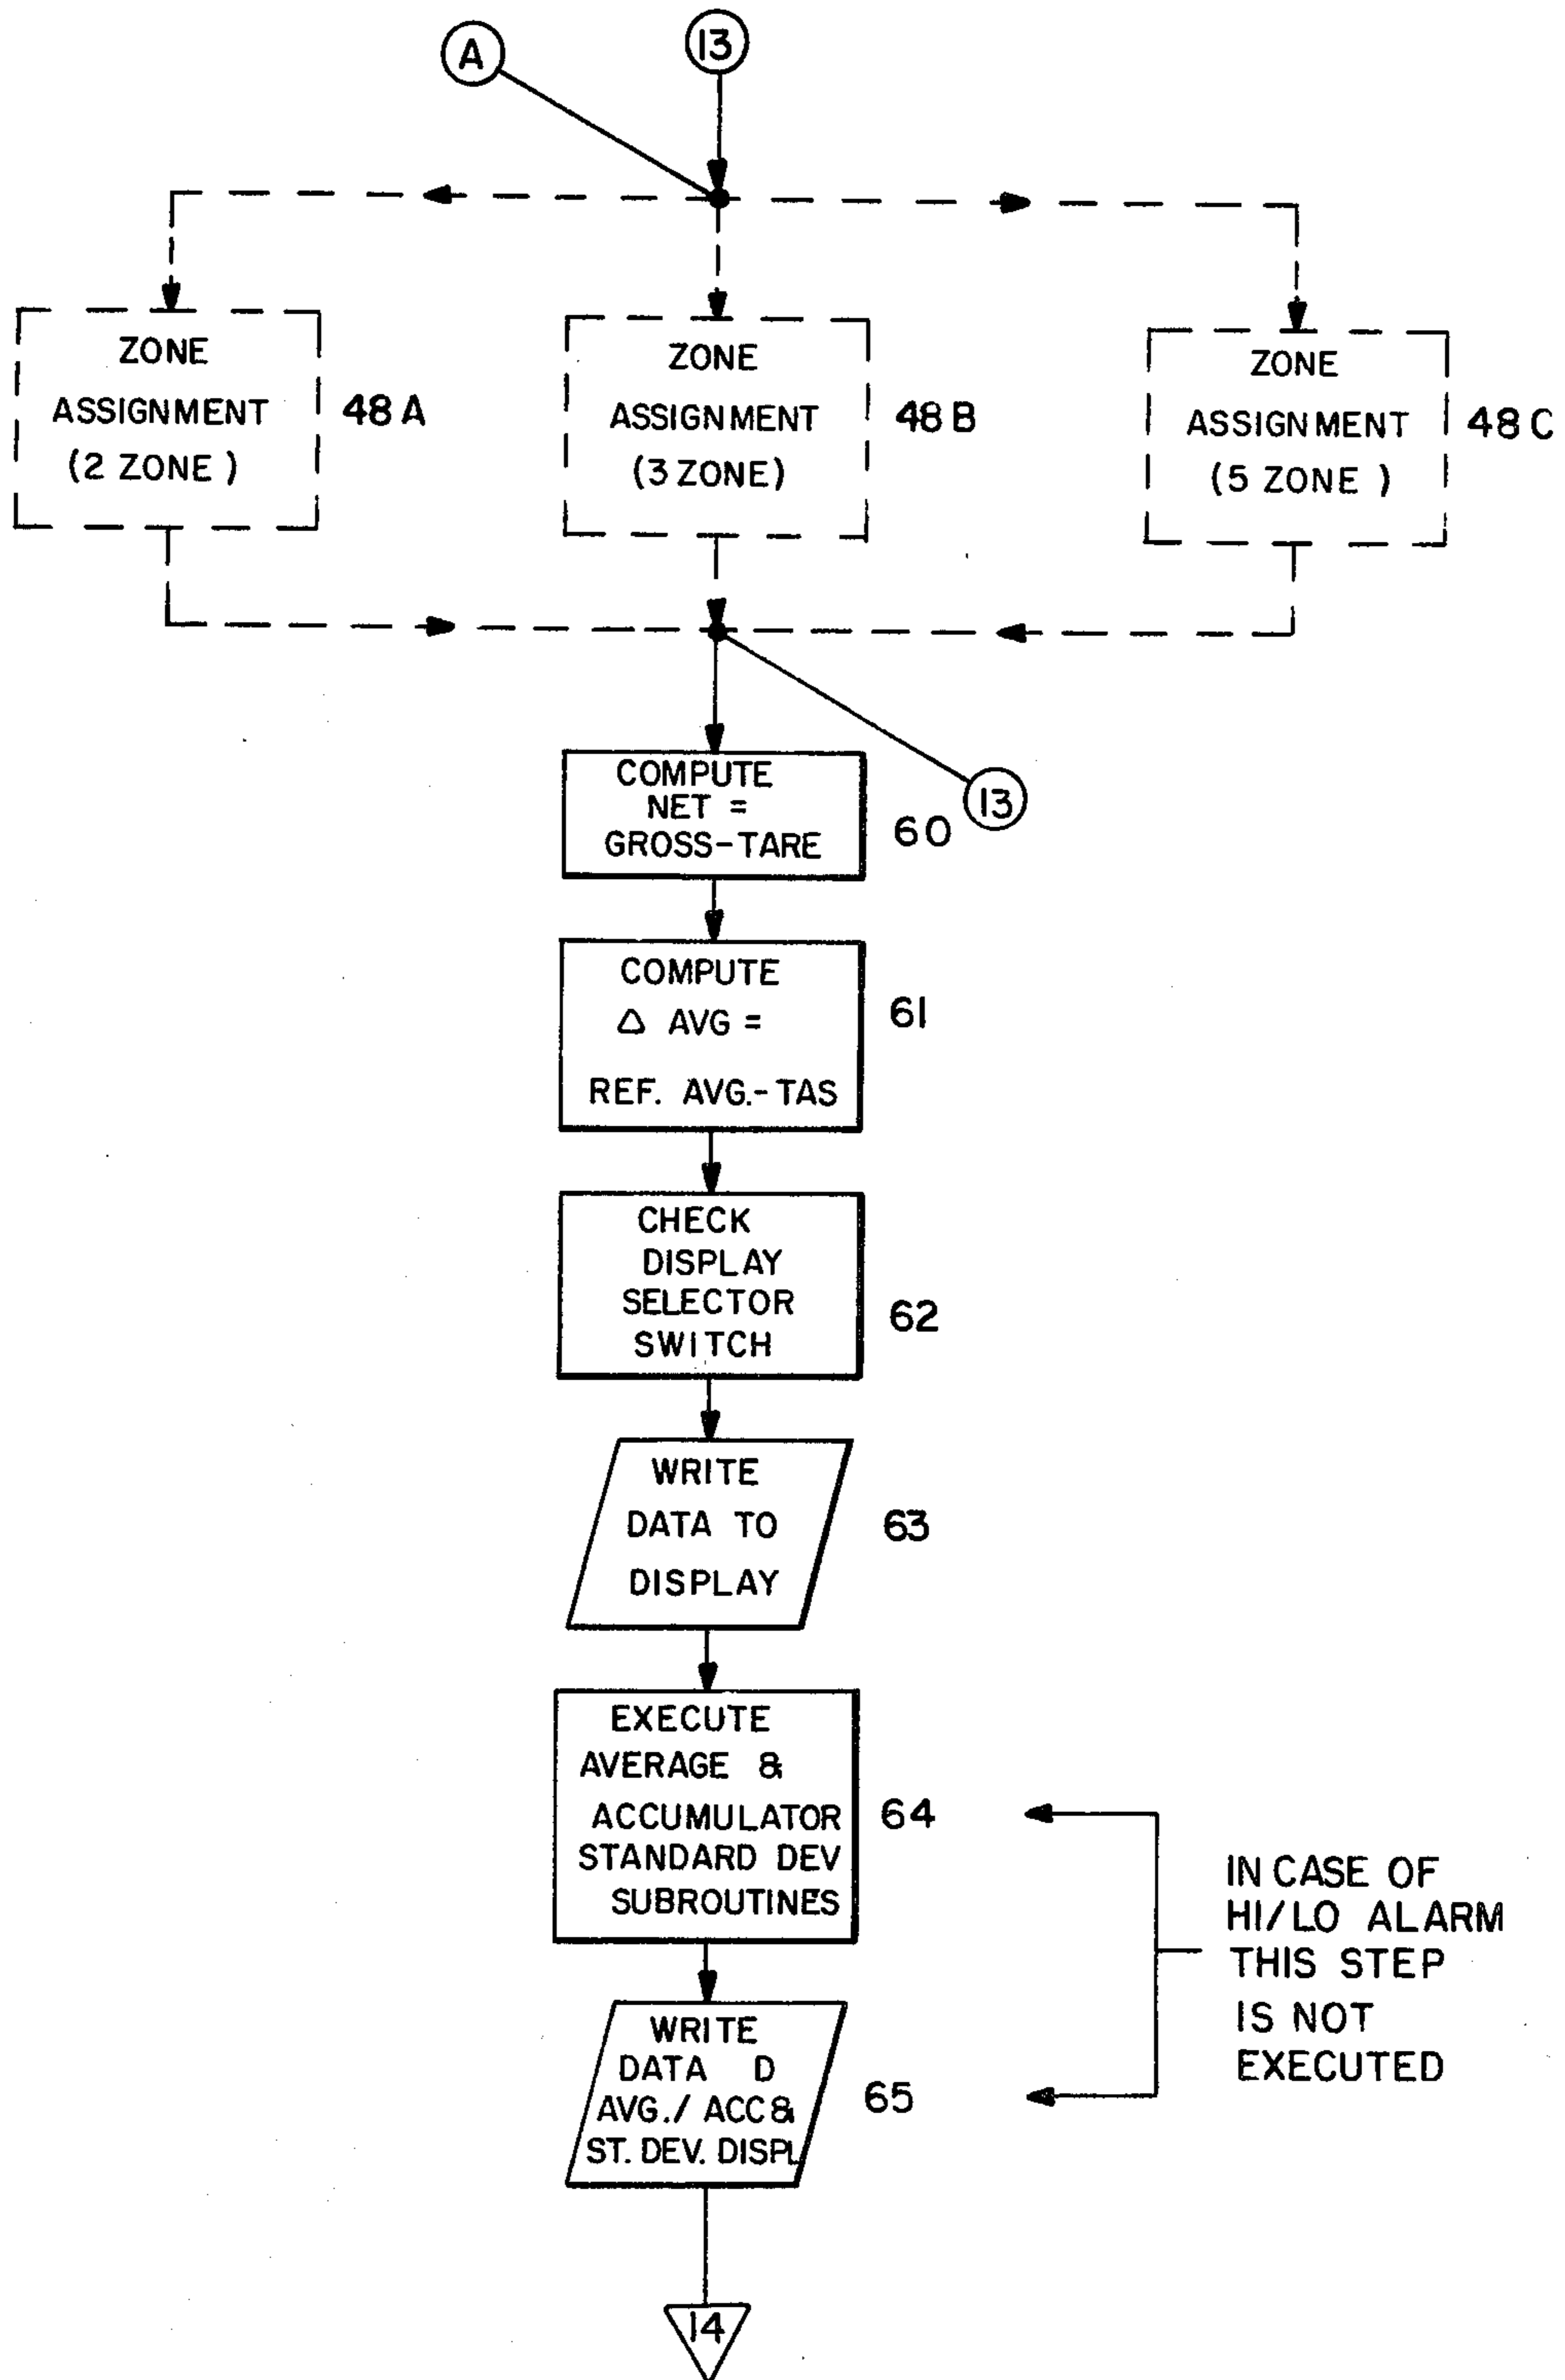 A
13
ZONE
ASSIGNMENT
(2 ZONE)
48A
ZONE
ASSIGNMENT
(3 ZONE)
48B
ZONE
ASSIGNMENT
(5 ZONE)
48C
COMPUTE
NET =
GROSS-TARE
60
13
COMPUTE
Δ AVG =
REF. AVG.-TAS
61
CHECK
DISPLAY
SELECTOR
SWITCH
62
WRITE
DATA TO
DISPLAY
63
EXECUTE
AVERAGE &
ACCUMULATOR
STANDARD DEV
SUBROUTINES
64
IN CASE OF
HI/LO ALARM
THIS STEP
IS NOT
EXECUTED
WRITE
DATA D
AVG./ ACC &
ST. DEV. DISPL
65
14